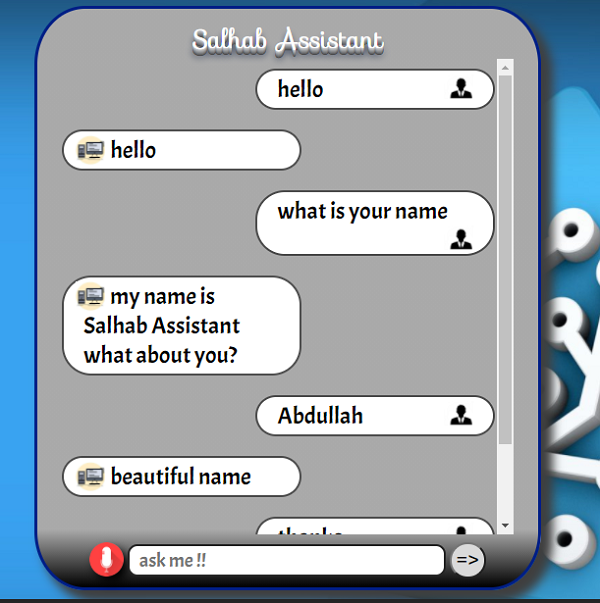 Salhab Assistant
hello
hello
what is your name
my name is
Salhab Assistant
what about you?
Abdullah
beautiful name
thanks
ask me !!
=>